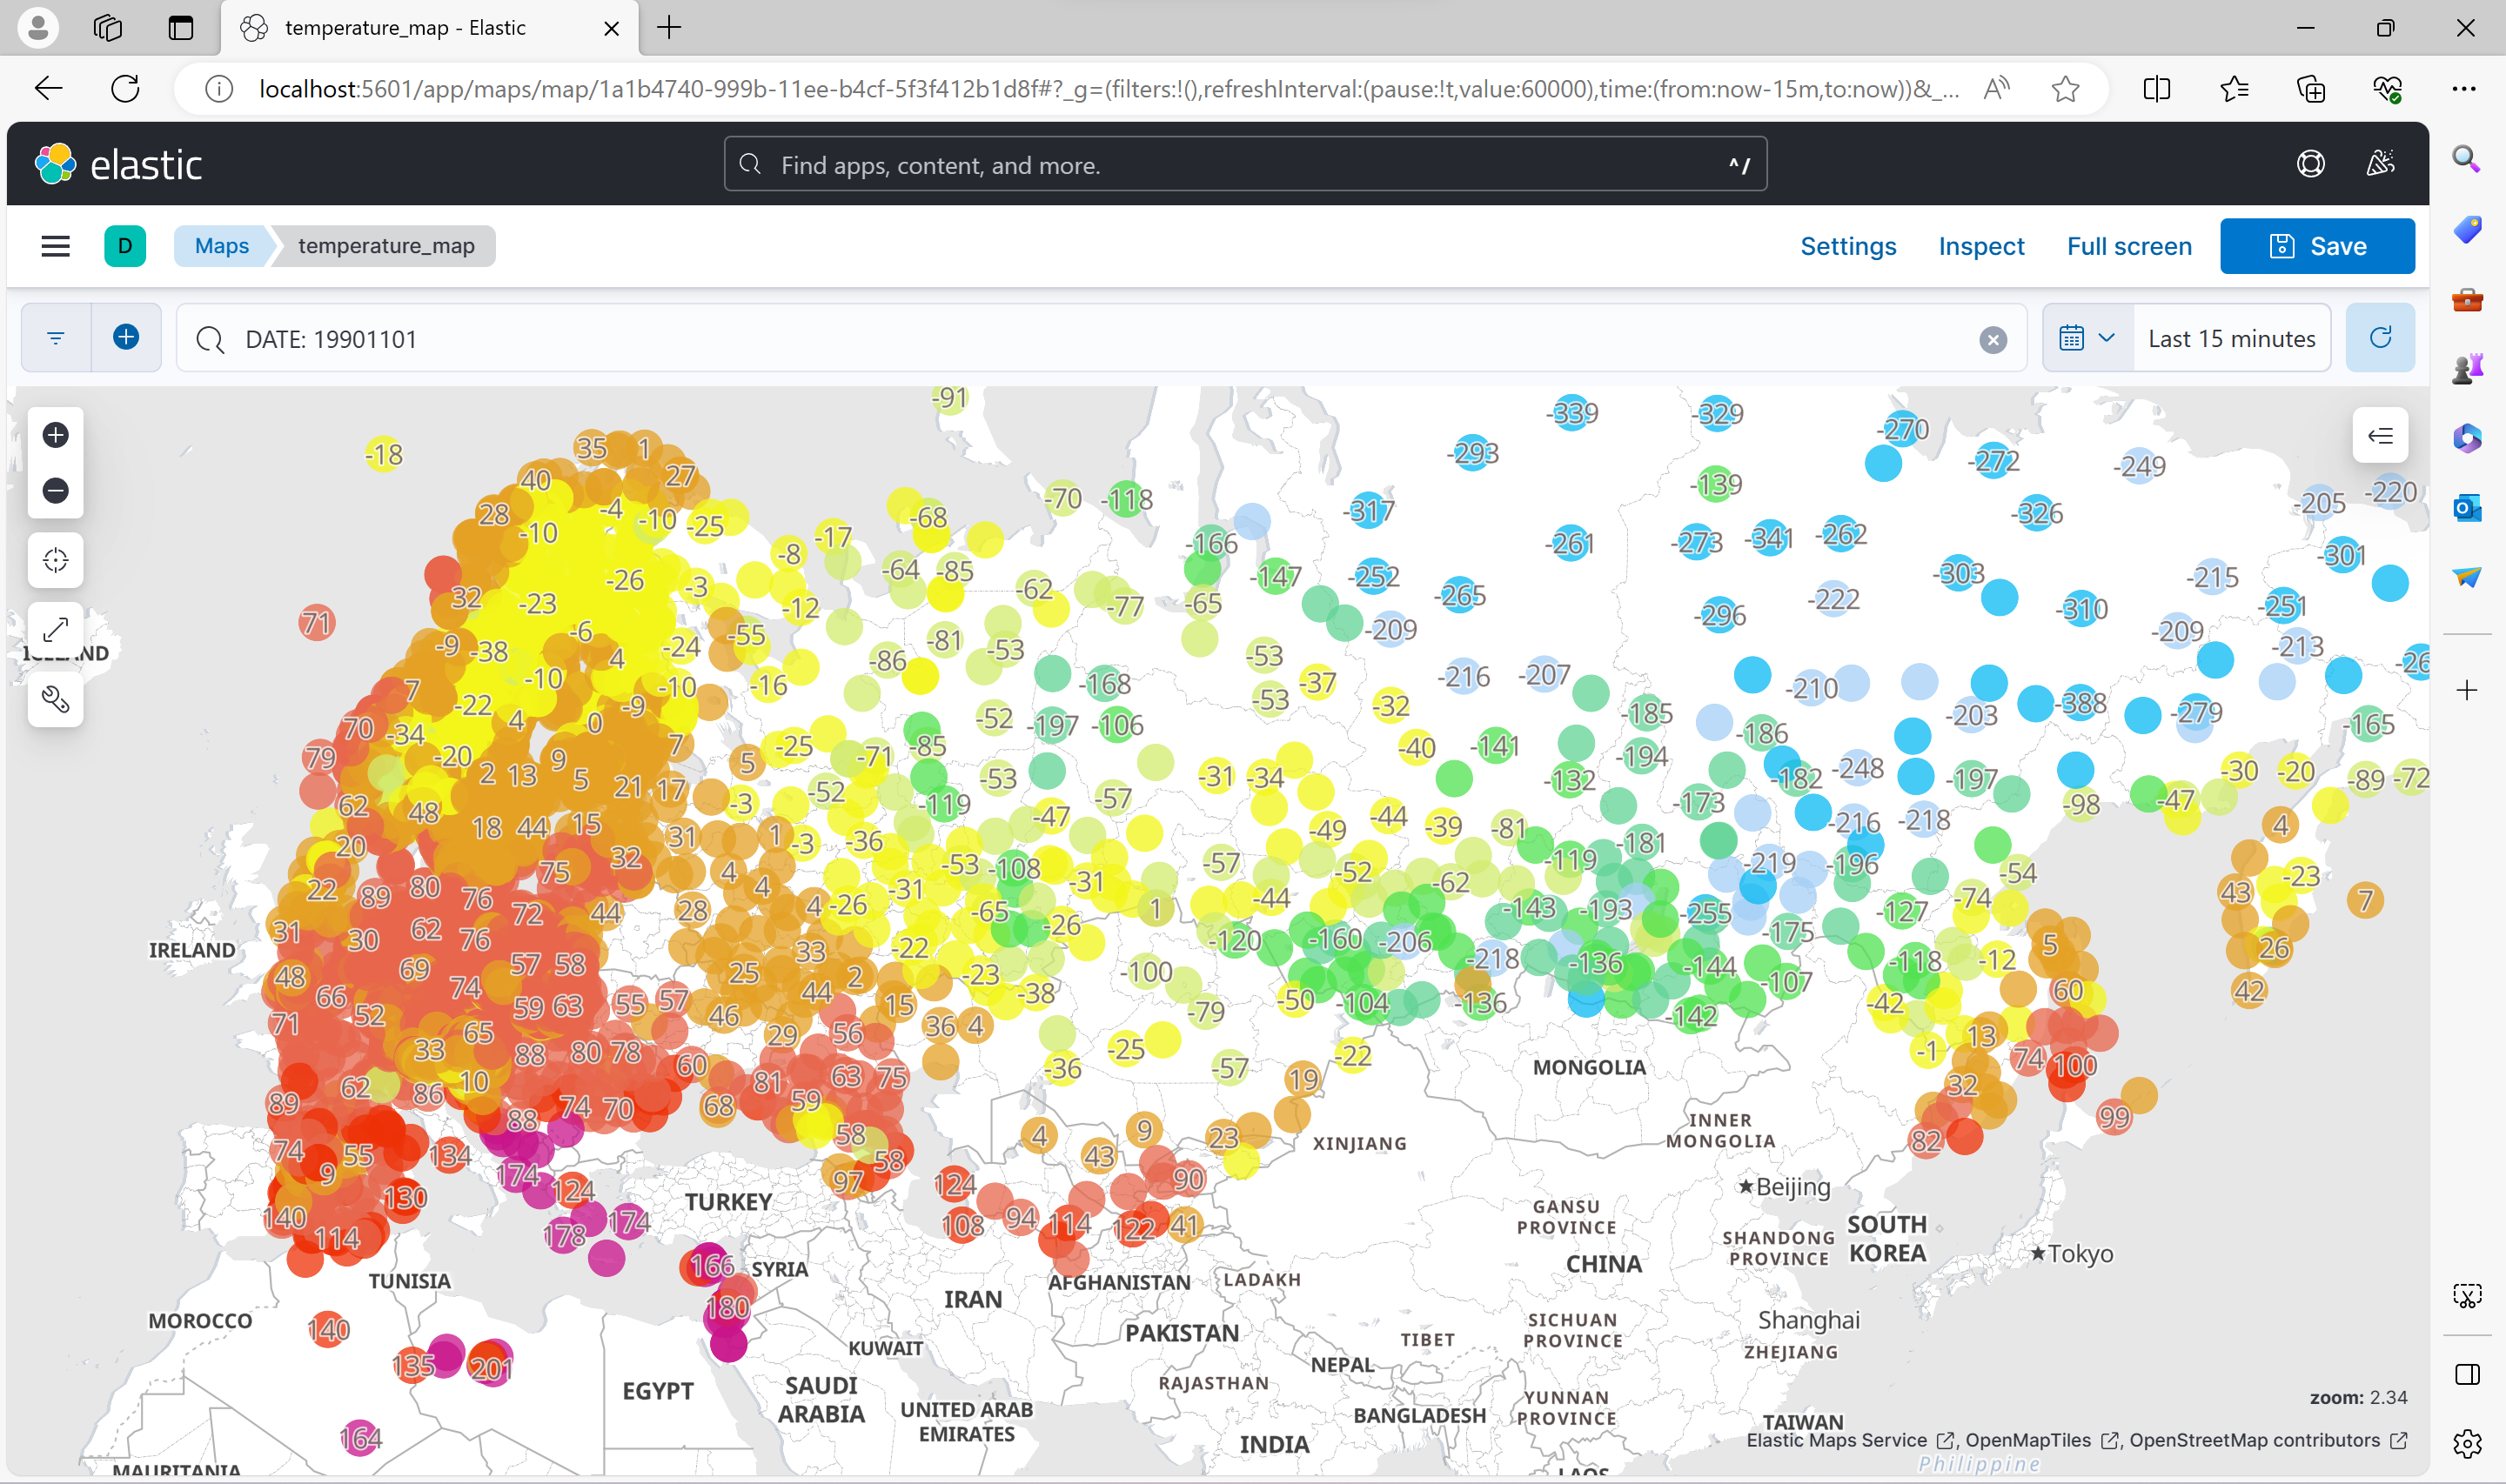 temperature_map - Elastic
localhost:5601/app/maps/map/1a1b4740-999b-11ee-b4cf-5f3f412b1d8f#?_g=(filters:!(),refreshInterval:(pause:!t,value:60000),time:(from:now-15m,to:now))&_...
elastic
Find apps, content, and more.
^/
D
Maps
temperature_map
Settings
Inspect
Full screen
Save
DATE: 19901101
Last 15 minutes
-91
-18
35 1
40 27
28 -4 -10 -25
-10
-68 -70 -118
-339 -329 -270
-293 -272 -249
-139
-205 -220
-317 -326
-17
-8
-166 -261 -273 -341 -262
-301
-64 -85 -147 -252 -303 -215
-26 -3 -62
-265
32 -23 -12 -77 -65 -222 -310 -251
71
-296
-6 -55 -209 -209
-9 -38 -24 -81 -53 -213
4 -86 -53
-10 -10 -16 -168 -37 -216 -207 -210 -26
7
-22 -9 -53 -32 -388
4 0 -52 -197 -106 -185 -203 -279 -165
70 -34 -186
79 -20 9 7 5 -25 -71 -85 -40 -141 -194
2 13 5 21 17 -53 -31 -34 -132 -182 -248 -197 -30 -20 -89 -72
-52 -57
62 48 -3 -119 -47 -173 -98 -47
18 44 15 31 1 -3 -36 -49 -44 -39 -81 -216 -218 4
20
75 32 -53 -108 -57 -52 -119 -181 -219 -196 -54
22 89 80 76 4 4 -31 -31 -62 -23
72 44 28 4 -26 -65 1 -44 -143 -193 -255 -127 -74 43 7
31 30 62 76 -26 -120 -160 -206 -175
33 -22 5 26
48 69 57 58 25 2 -23 -100 -218 -136 -144 -118 -12
66 74 44 -107 60 42
52 59 63 55 57 46 15 -38 -79 -50 -104 -136 -142 -42
71 65 29 56 36 4 13
33 88 80 78 -25 -22 -1 74 100
60 -36 -57
62 86 10 81 63 75 19 32
89 74 70 68 59 99
88 58 4 9 23 82
74 55 134 43
9 174 124 97 58 124 90
130
140 114 178 174 108 94 114 122 41
166
180
140
135 201
164
ICELAND
IRELAND
MONGOLIA
INNER
MONGOLIA
XINJIANG
TURKEY
★Beijing
GANSU
PROVINCE
SOUTH
KOREA
SHANDONG
PROVINCE
★Tokyo
SYRIA
TUNISIA
AFGHANISTAN
LADAKH
CHINA
IRAN
MOROCCO
PAKISTAN
TIBET
SICHUAN
PROVINCE
Shanghai
KUWAIT
ZHEJIANG
NEPAL
EGYPT
SAUDI
ARABIA
RAJASTHAN
UNITED ARAB
EMIRATES
BANGLADESH
YUNNAN
PROVINCE
TAIWAN
INDIA
MAURITANIA
LAOS
Philippine
zoom: 2.34
Elastic Maps Service , OpenMapTiles , OpenStreetMap contributors